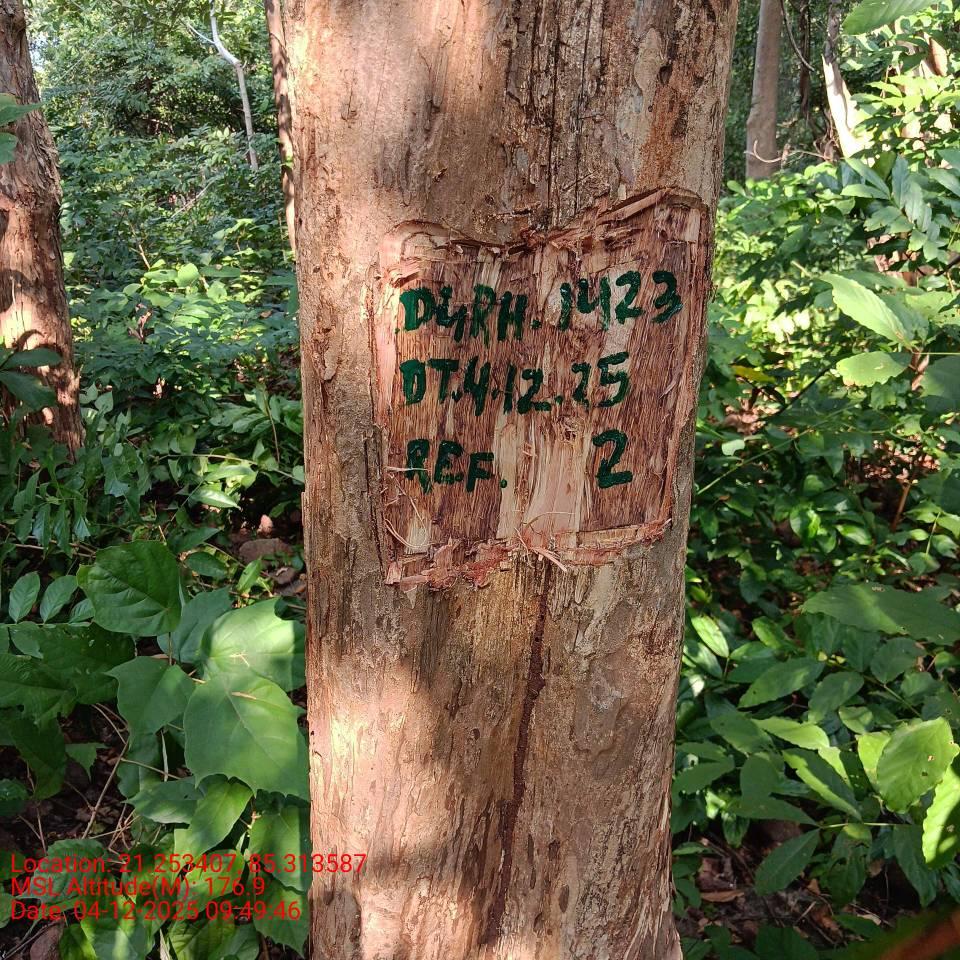 D4RH.1423
DT.4.12.25
REF. 2
Location: 21.253407, 85.313587
MSL Altitude(M): 176.9
Date: 04-12-2025 09:49:46